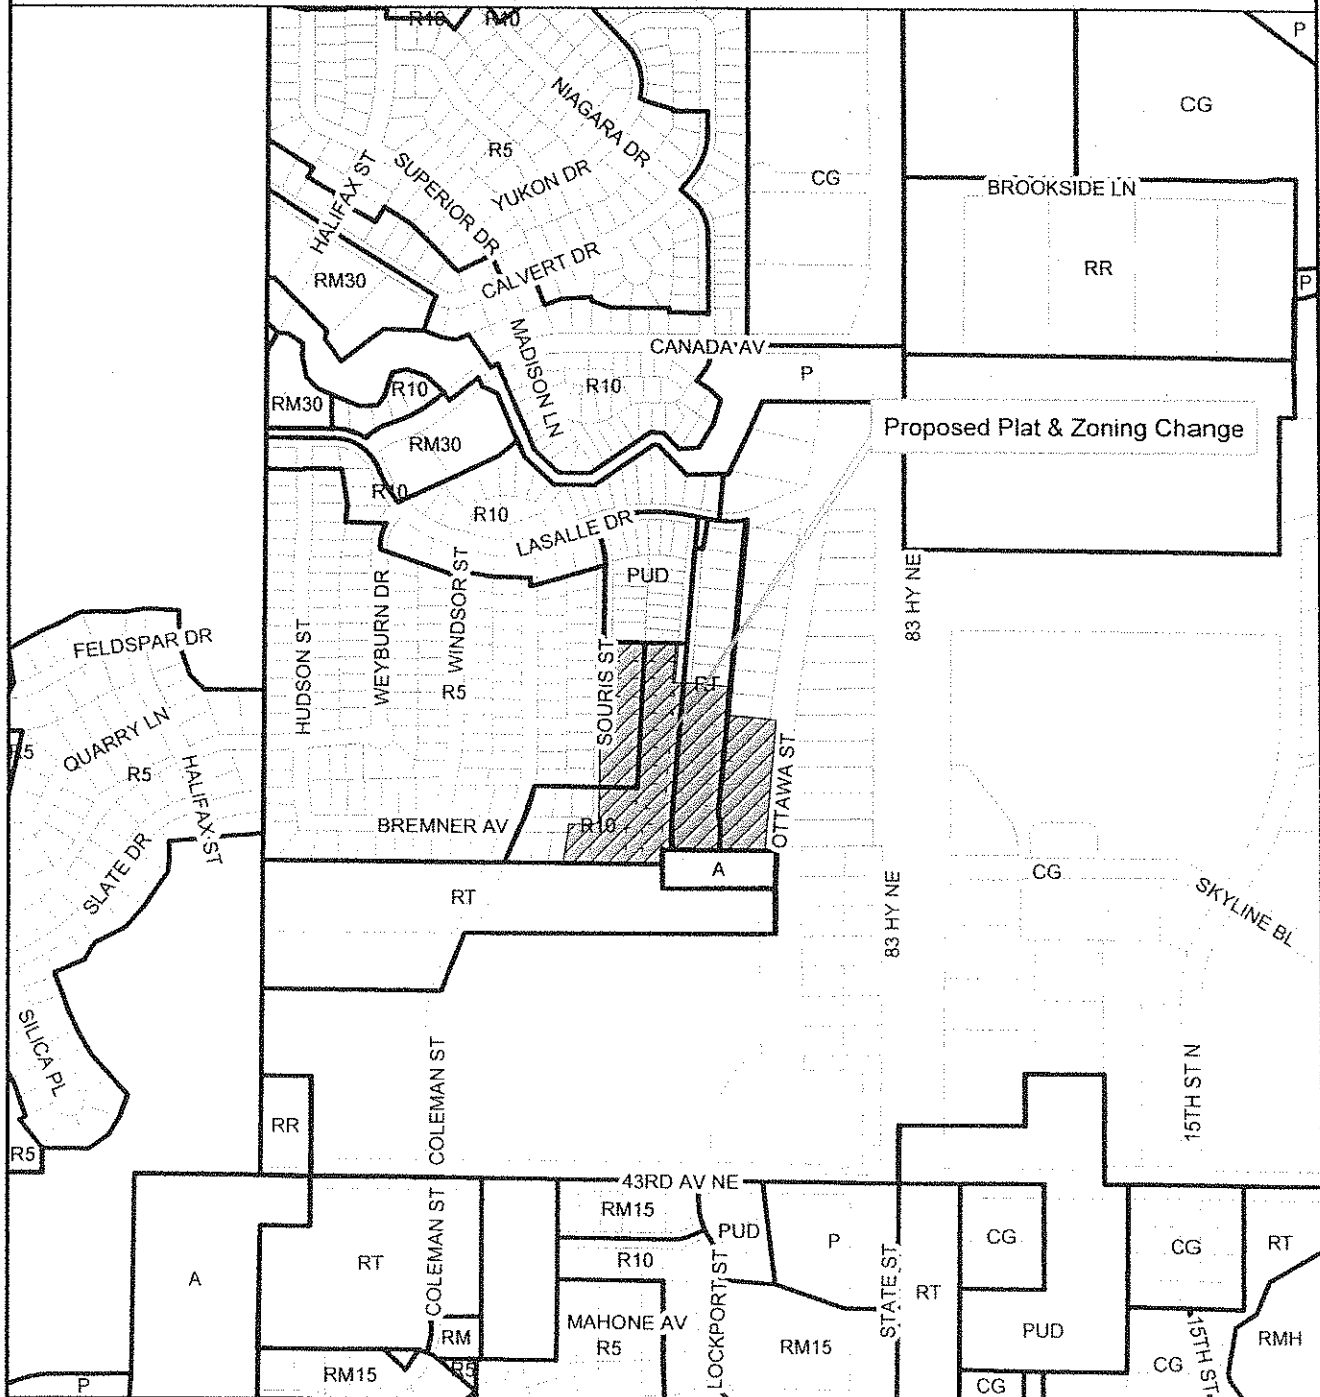 R10
R10
P
CG
NIAGARA DR
R5
CG
SUPERIOR DR
YUKON DR
HALIFAX ST
BROOKSIDE LN
CALVERT DR
RM30
RR
P
MADISON LN
CANADA AV
P
R10
R10
RM30
RM30
Proposed Plat & Zoning Change
R10
R10
LASALLE DR
PUD
83 HY NE
FELDSPAR DR
HUDSON ST
WEYBURN DR
WINDSOR ST
SOURIS ST
R5
RT
QUARRY LN
R5
R5
HALIFAX ST
OTTAWA ST
BREMNER AV
R10
SLATE DR
A
CG
RT
83 HY NE
SKYLINE BL
SILICA PL
COLEMAN ST
15TH ST N
RR
R5
43RD AV NE
RM15
PUD
P
CG
CG
RT
R10
A
RT
COLEMAN ST
LOCKPORT ST
STATE ST
RT
MAHONE AV
R5
RM
RM15
PUD
15TH ST
RMH
RM15
R5
CG
CG
P